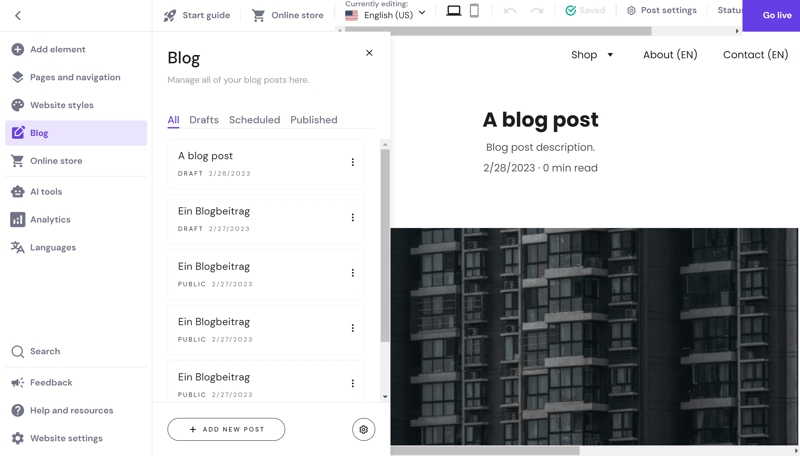 Start guide
Online store
Currently editing:
English (US)
Saved
Post settings
Status
Go live
Add element
Pages and navigation
Website styles
Blog
Online store
AI tools
Analytics
Languages
Search
Feedback
Help and resources
Website settings
Blog
Manage all of your blog posts here.
All Drafts Scheduled Published
A blog post
DRAFT 2/28/2023
Ein Blogbeitrag
DRAFT 2/27/2023
Ein Blogbeitrag
PUBLIC 2/27/2023
Ein Blogbeitrag
PUBLIC 2/27/2023
Ein Blogbeitrag
PUBLIC 2/27/2023
+ ADD NEW POST
Shop About (EN) Contact (EN)
A blog post
Blog post description.
2/28/2023 · 0 min read